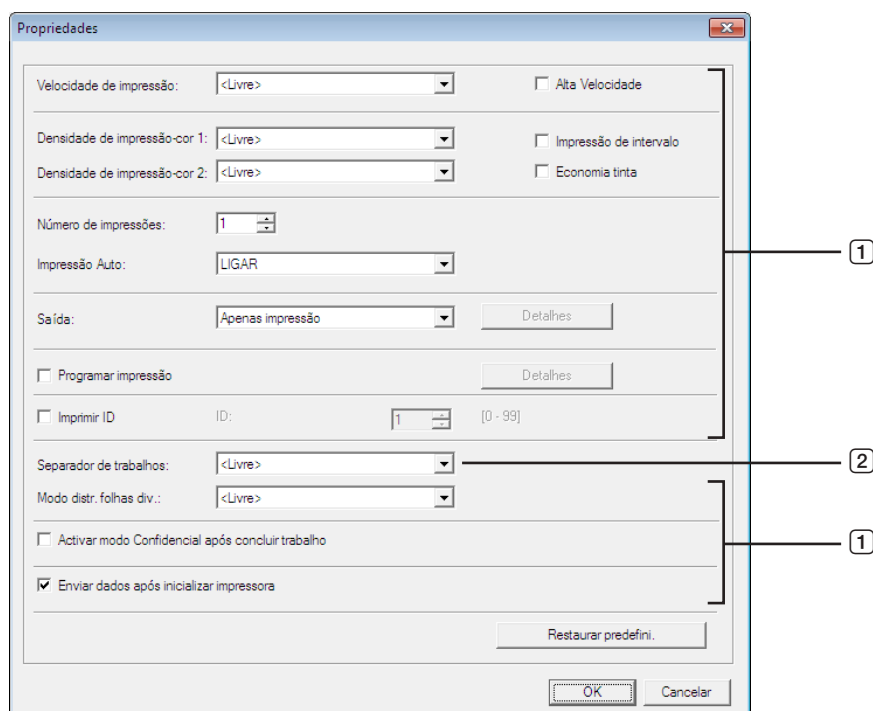 Propriedades
Velocidade de impressão: <Livre> Alta Velocidade
Densidade de impressão-cor 1: <Livre> Impressão de intervalo
Densidade de impressão-cor 2: <Livre> Economia tinta
Número de impressões: 1
1
Impressão Auto: LIGAR
Saída: Apenas impressão Detalhes
Programar impressão Detalhes
Imprimir ID ID: 1 [0 - 99]
Separador de trabalhos: <Livre> 2
Modo distr. folhas div.: <Livre>
Activar modo Confidencial após concluir trabalho 1
Enviar dados após inicializar impressora
Restaurar predefini.
OK Cancelar